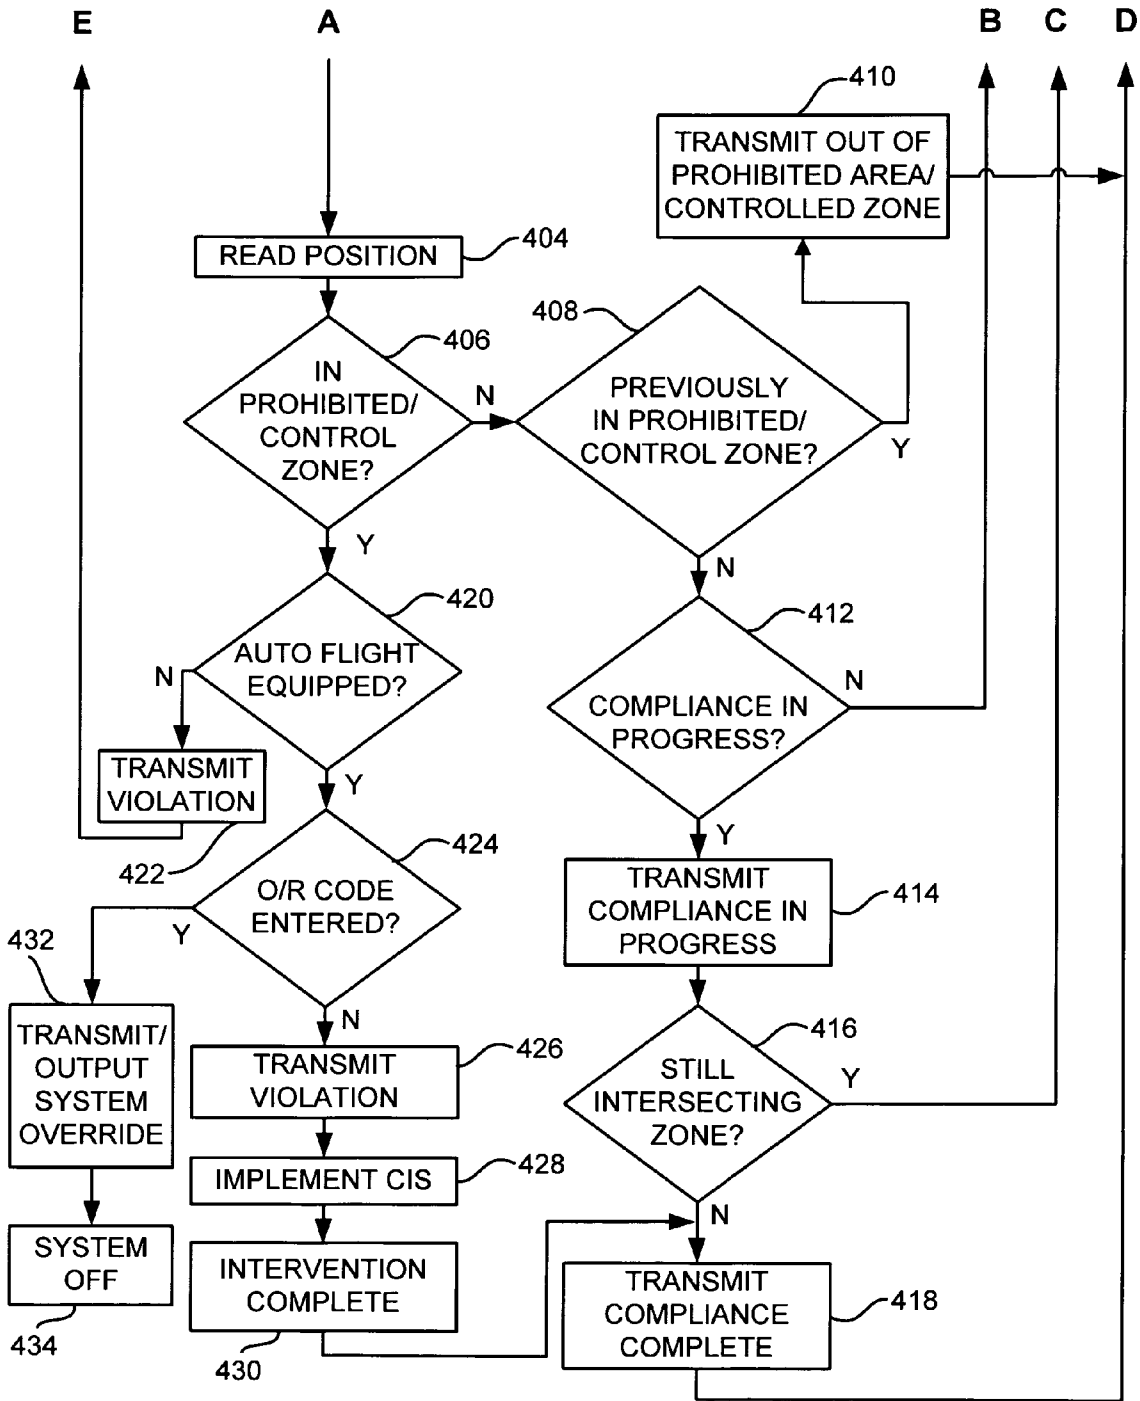 E
A
B
C
D
410
TRANSMIT OUT OF
PROHIBITED AREA/
CONTROLLED ZONE
READ POSITION
404
406
IN
PROHIBITED/
CONTROL
ZONE?
N
Y
408
PREVIOUSLY
IN PROHIBITED/
CONTROL ZONE?
Y
N
420
AUTO FLIGHT
EQUIPPED?
N
Y
412
COMPLIANCE IN
PROGRESS?
N
Y
TRANSMIT
VIOLATION
422
424
O/R CODE
ENTERED?
Y
N
TRANSMIT
COMPLIANCE IN
PROGRESS
414
432
TRANSMIT/
OUTPUT
SYSTEM
OVERRIDE
TRANSMIT
VIOLATION
426
416
STILL
INTERSECTING
ZONE?
Y
N
IMPLEMENT CIS
428
SYSTEM
OFF
434
INTERVENTION
COMPLETE
430
TRANSMIT
COMPLIANCE
COMPLETE
418